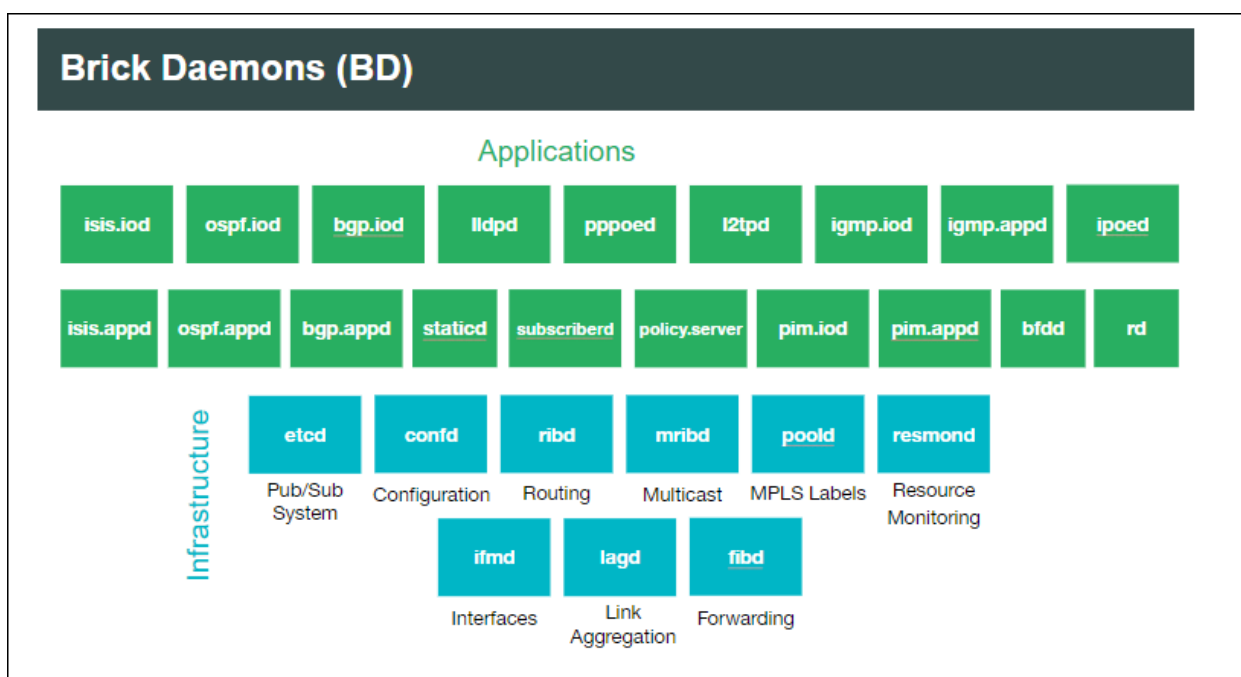 Brick Daemons (BD)
Applications
isis.iod ospf.iod bgp.iod lldpd pppoed l2tpd igmp.iod igmp.appd ipoed
isis.appd ospf.appd bgp.appd staticd subscriberd policy.server pim.iod pim.appd bfdd rd
Infrastructure
etcd confd ribd mribd poold resmond
Pub/Sub
System
Configuration
Routing
Multicast
MPLS Labels
Resource
Monitoring
ifmd lagd fibd
Interfaces
Link
Aggregation
Forwarding